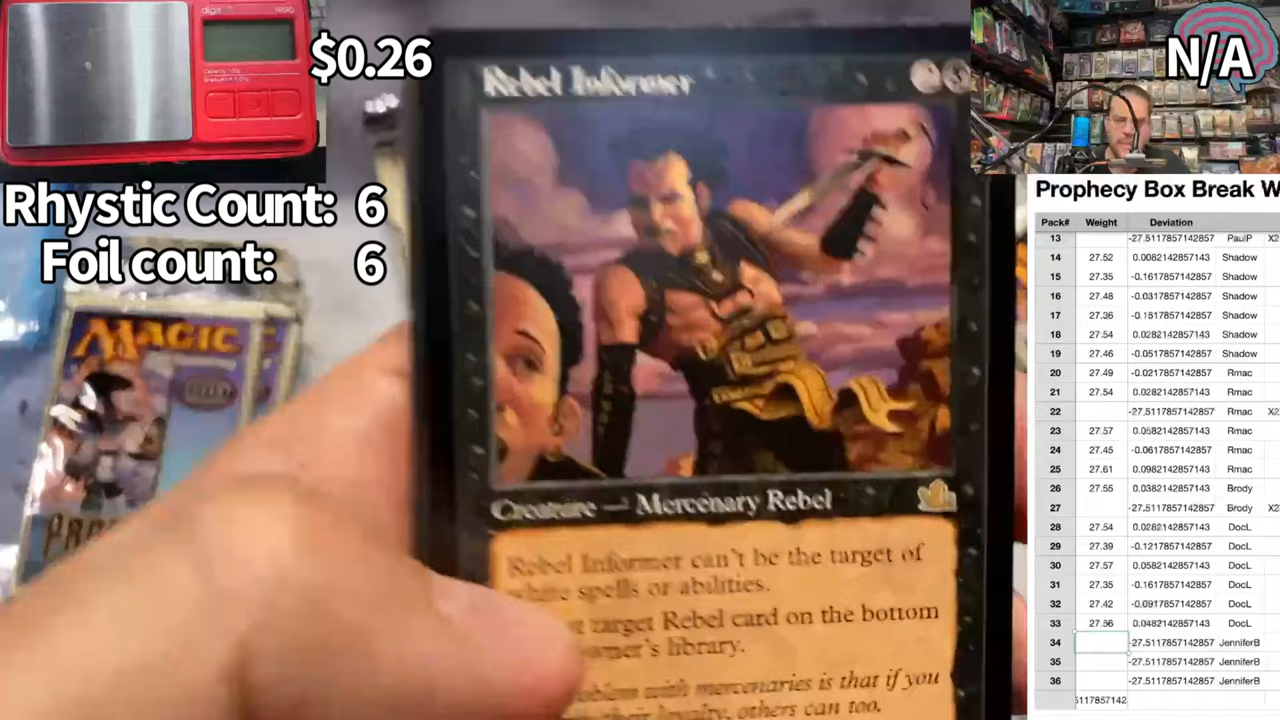 digit
$0.26
N/A
Rhystic Count: 6
Foil count: 6
MAGIC
Rebel Informer
Creature — Mercenary Rebel
Rebel Informer can't be the target of
white spells or abilities.
target Rebel card on the bottom
owner's library.
with mercenaries is that if you
their loyalty, others can too.
Prophecy Box Break W
Pack# Weight Deviation
13 -27.5117857142857 PaulP X2
14 27.52 0.0082142857143 Shadow
15 27.35 -0.1617857142857 Shadow
16 27.48 -0.0317857142857 Shadow
17 27.36 -0.1517857142857 Shadow
18 27.54 0.0282142857143 Shadow
19 27.46 -0.0517857142857 Shadow
20 27.49 -0.0217857142857 Rmac
21 27.54 0.0282142857143 Rmac
22 -27.5117857142857 Rmac X2
23 27.57 0.0582142857143 Rmac
24 27.45 -0.0617857142857 Rmac
25 27.61 0.0982142857143 Rmac
26 27.55 0.0382142857143 Brody
27 -27.5117857142857 Brody X2
28 27.54 0.0282142857143 DocL
29 27.39 -0.1217857142857 DocL
30 27.57 0.0582142857143 DocL
31 27.35 -0.1617857142857 DocL
32 27.42 -0.0917857142857 DocL
33 27.56 0.0482142857143 DocL
34 -27.5117857142857 JenniferB
35 -27.5117857142857 JenniferB
36 -27.5117857142857 JenniferB
5117857142